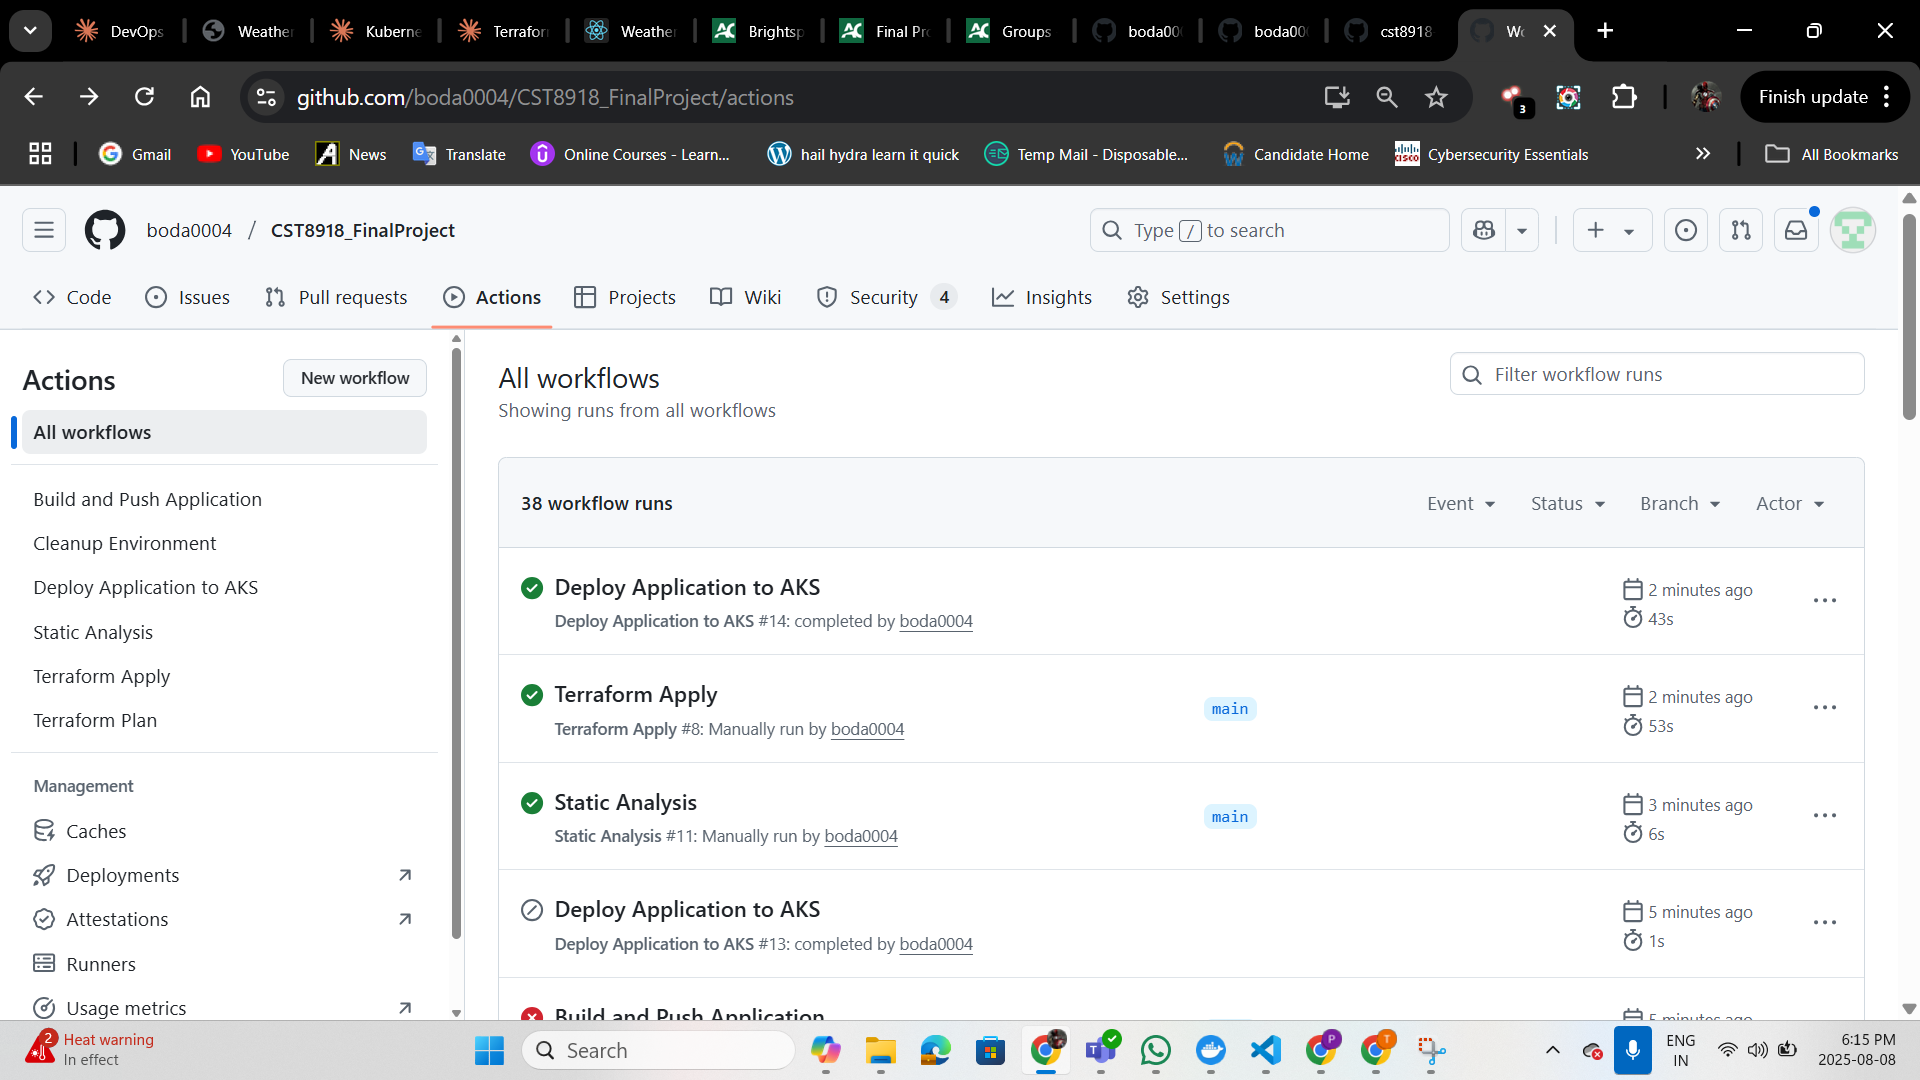 DevOps
Weather
Kuberne
Terraform
Weather
Brightsp
Final Pro
Groups
boda00
boda00
cst8918
Wo
github.com/boda0004/CST8918_FinalProject/actions
3
Finish update
Gmail
YouTube
News
Translate
Online Courses - Learn...
hail hydra learn it quick
Temp Mail - Disposable...
Candidate Home
Cybersecurity Essentials
All Bookmarks
boda0004 / CST8918_FinalProject
Type / to search
Code
Issues
Pull requests
Actions
Projects
Wiki
Security 4
Insights
Settings
Actions
New workflow
All workflows
Build and Push Application
Cleanup Environment
Deploy Application to AKS
Static Analysis
Terraform Apply
Terraform Plan
Management
Caches
Deployments
Attestations
Runners
Usage metrics
All workflows
Showing runs from all workflows
Filter workflow runs
38 workflow runs
Event
Status
Branch
Actor
Deploy Application to AKS
Deploy Application to AKS #14: completed by boda0004
2 minutes ago
43s
Terraform Apply
Terraform Apply #8: Manually run by boda0004
main
2 minutes ago
53s
Static Analysis
Static Analysis #11: Manually run by boda0004
main
3 minutes ago
6s
Deploy Application to AKS
Deploy Application to AKS #13: completed by boda0004
5 minutes ago
1s
Build and Push Application
5 minutes ago
2
Heat warning
In effect
Search
P
T
ENG
IN
6:15 PM
2025-08-08